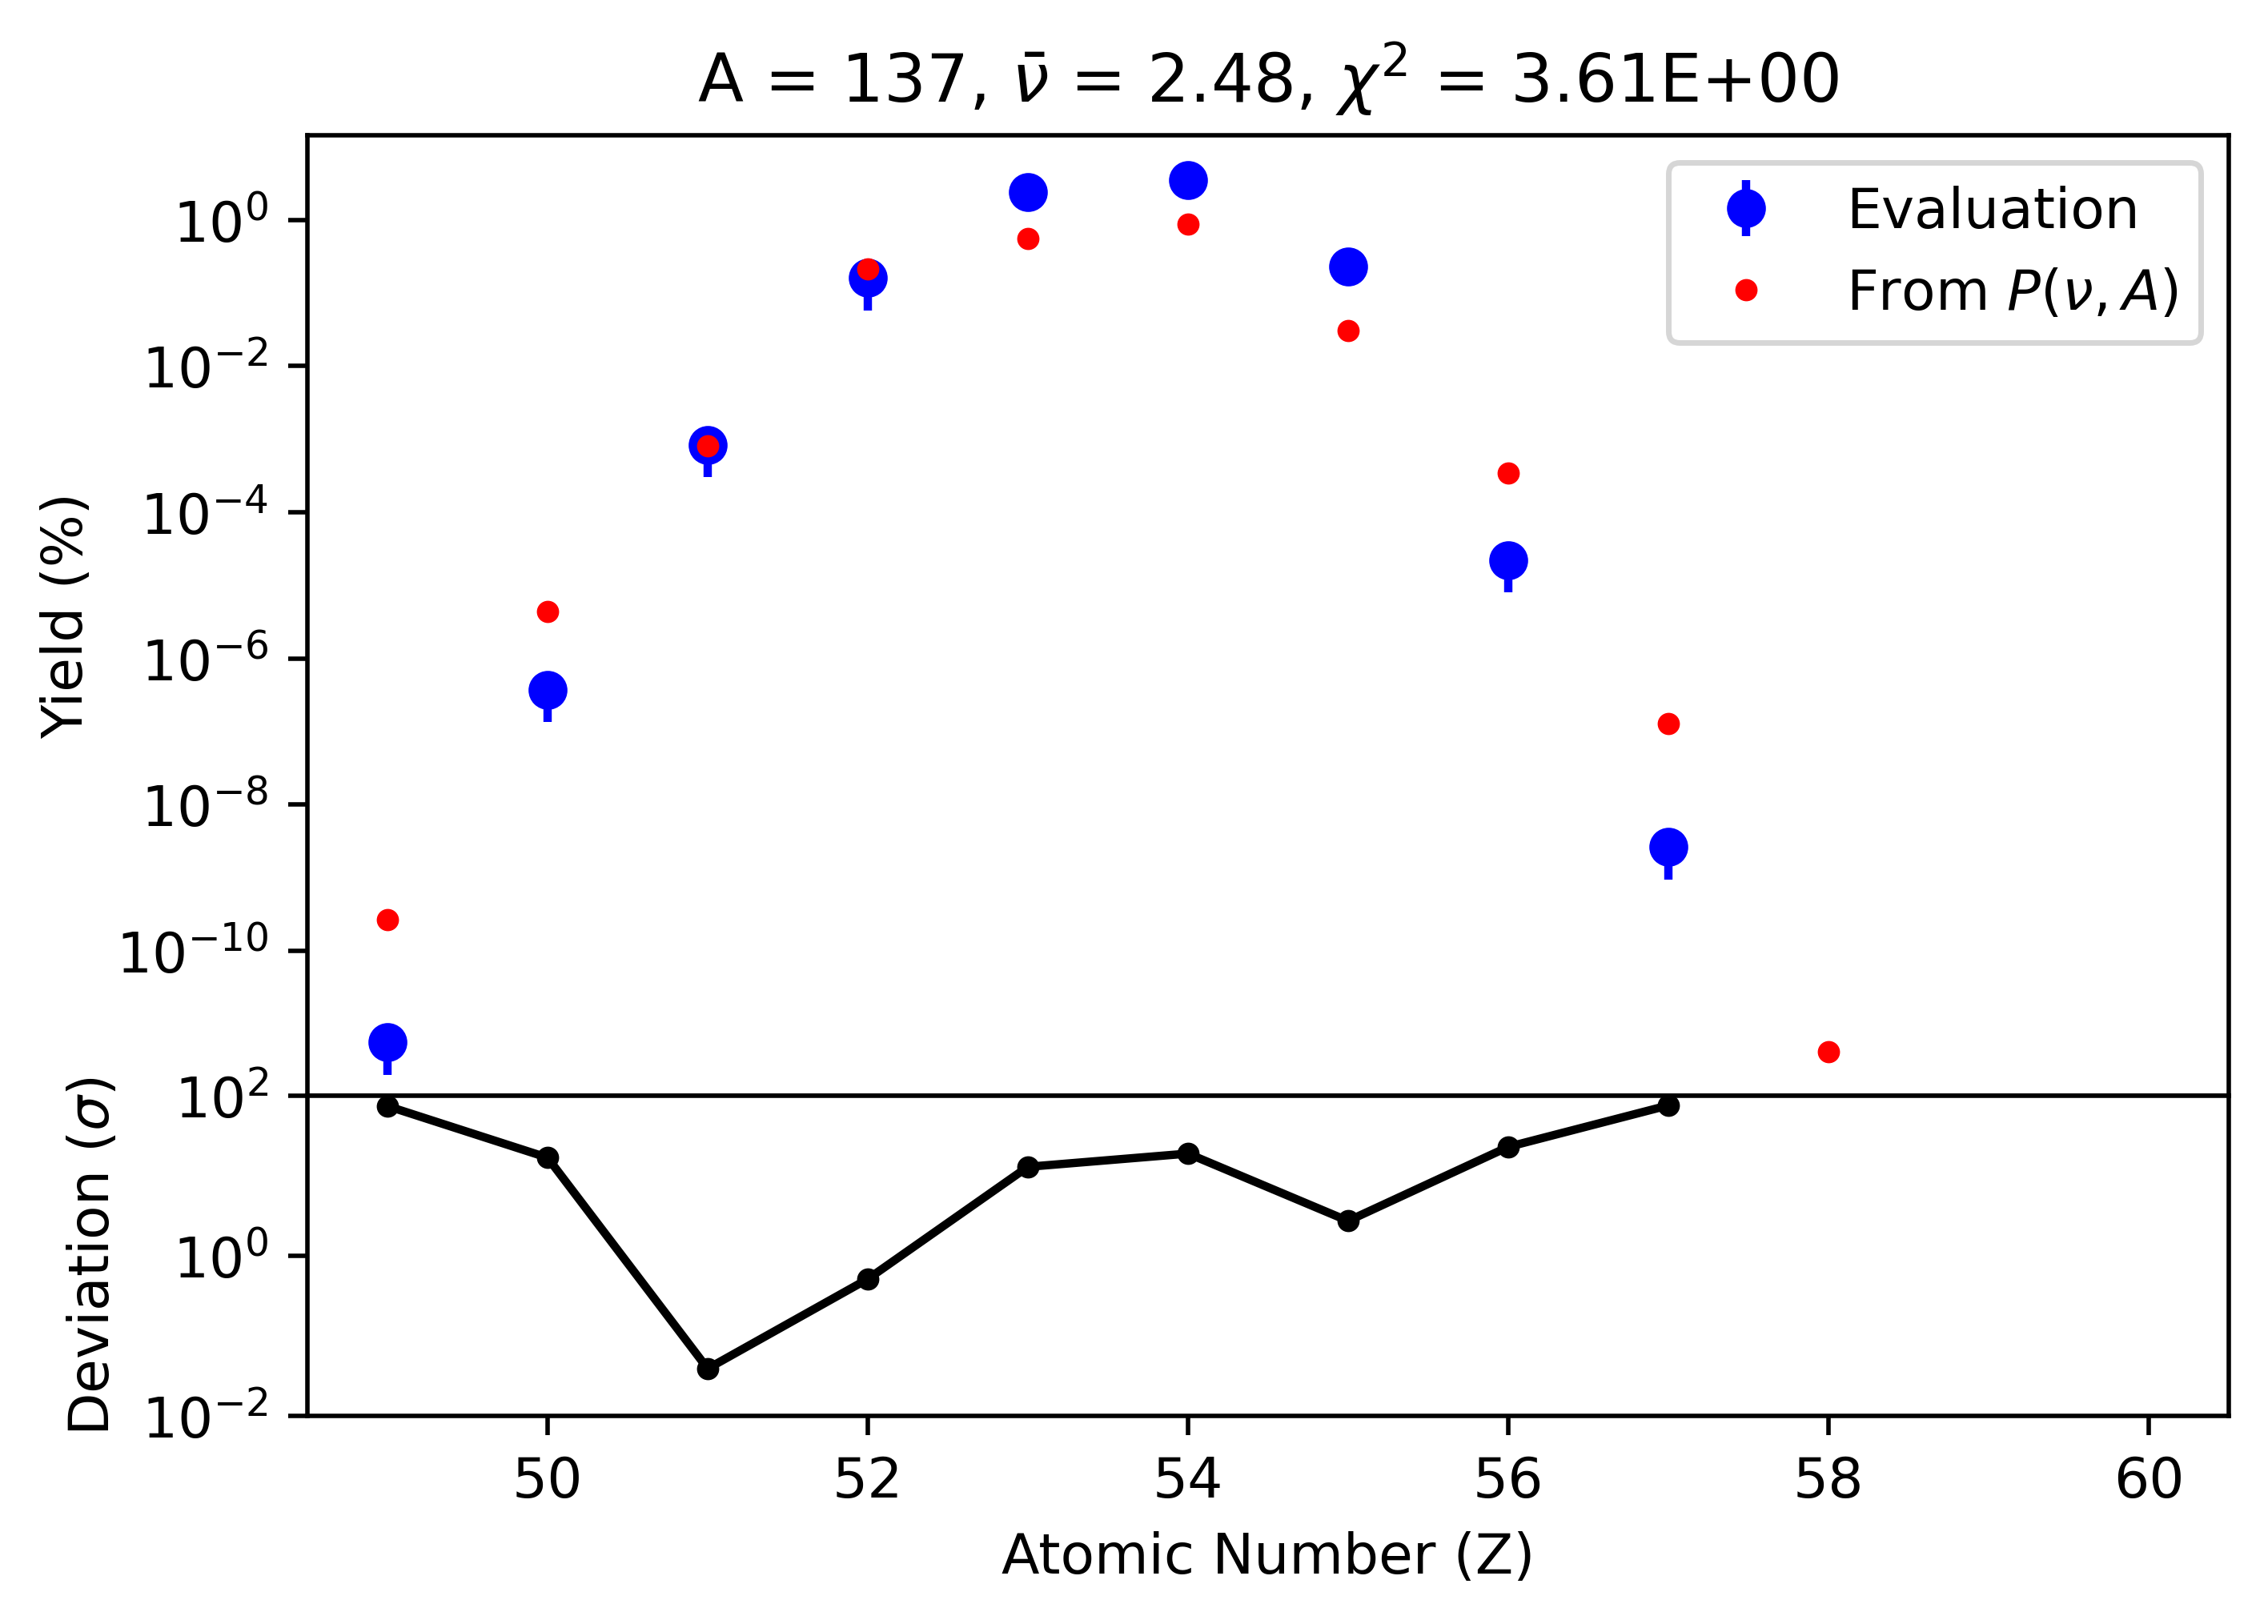 A = 137, ν̄ = 2.48, χ² = 3.61E+00
Evaluation
From P(ν, A)
Yield (%)
10⁰
10⁻²
10⁻⁴
10⁻⁶
10⁻⁸
10⁻¹⁰
Deviation (σ)
10²
10⁰
10⁻²
50 52 54 56 58 60
Atomic Number (Z)